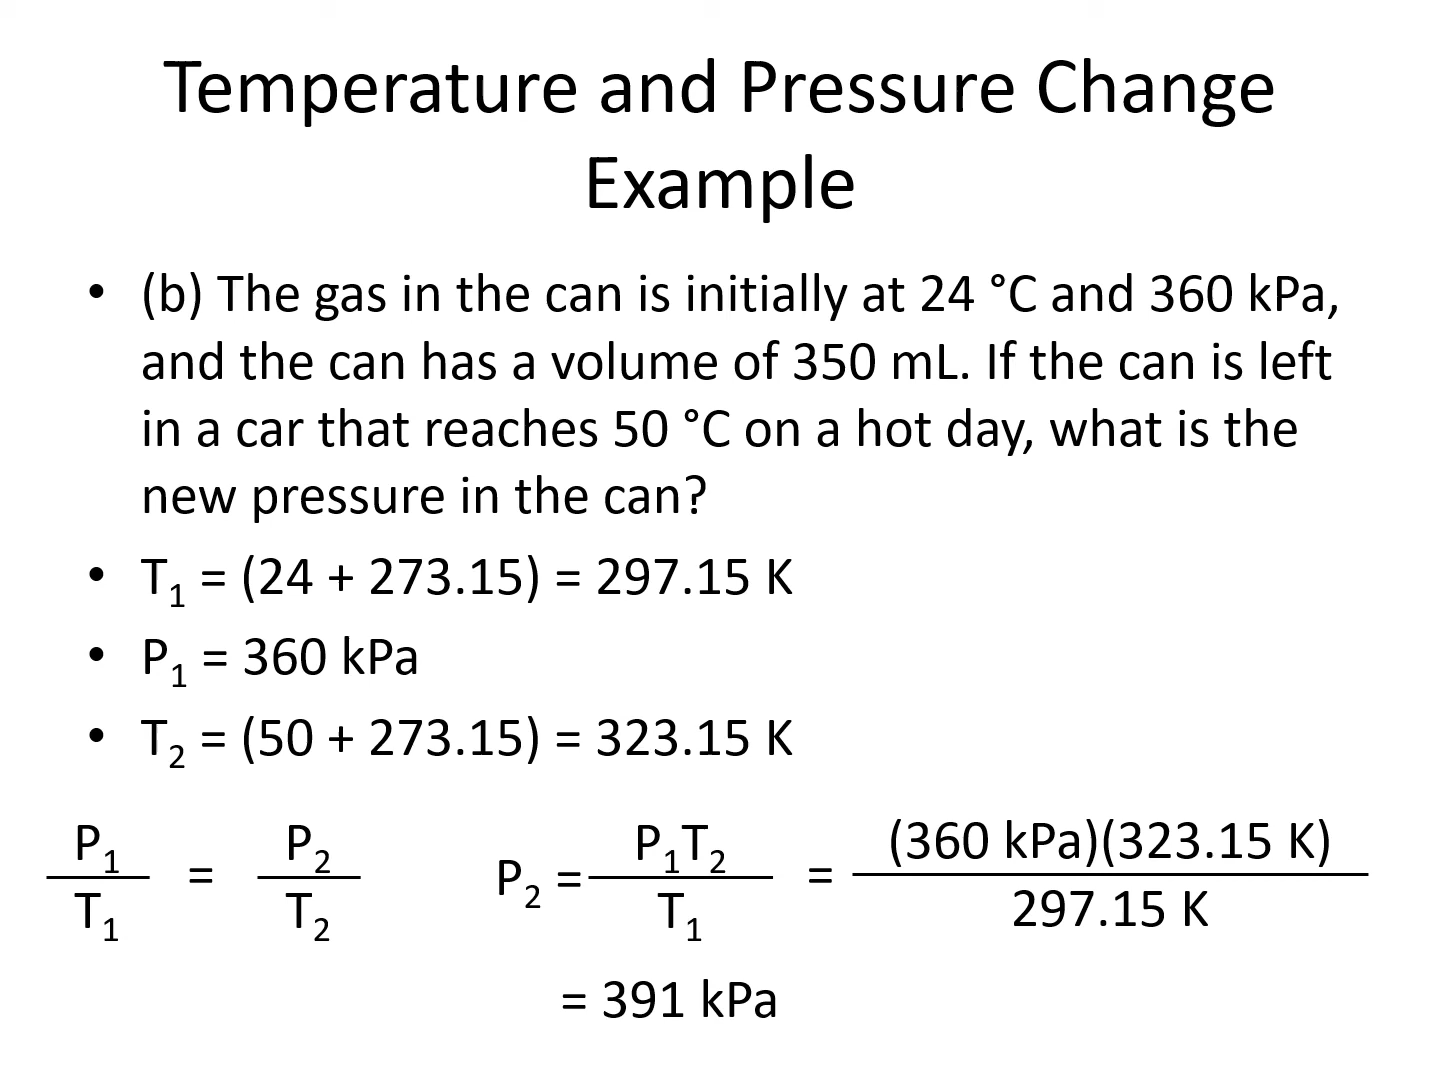 Temperature and Pressure Change
Example
• (b) The gas in the can is initially at 24 °C and 360 kPa,
and the can has a volume of 350 mL. If the can is left
in a car that reaches 50 °C on a hot day, what is the
new pressure in the can?
• T₁ = (24 + 273.15) = 297.15 K
• P₁ = 360 kPa
• T₂ = (50 + 273.15) = 323.15 K
P₁ P₂ P₁T₂ (360 kPa)(323.15 K)
= P₂ = =
T₁ T₂ T₁ 297.15 K
= 391 kPa